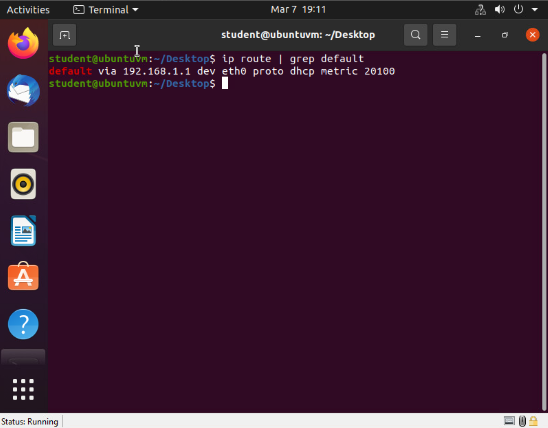 Activities Terminal Mar 7 19:11
student@ubuntuvm: ~/Desktop
student@ubuntuvm:~/Desktop$ ip route | grep default
default via 192.168.1.1 dev eth0 proto dhcp metric 20100
student@ubuntuvm:~/Desktop$
Status: Running